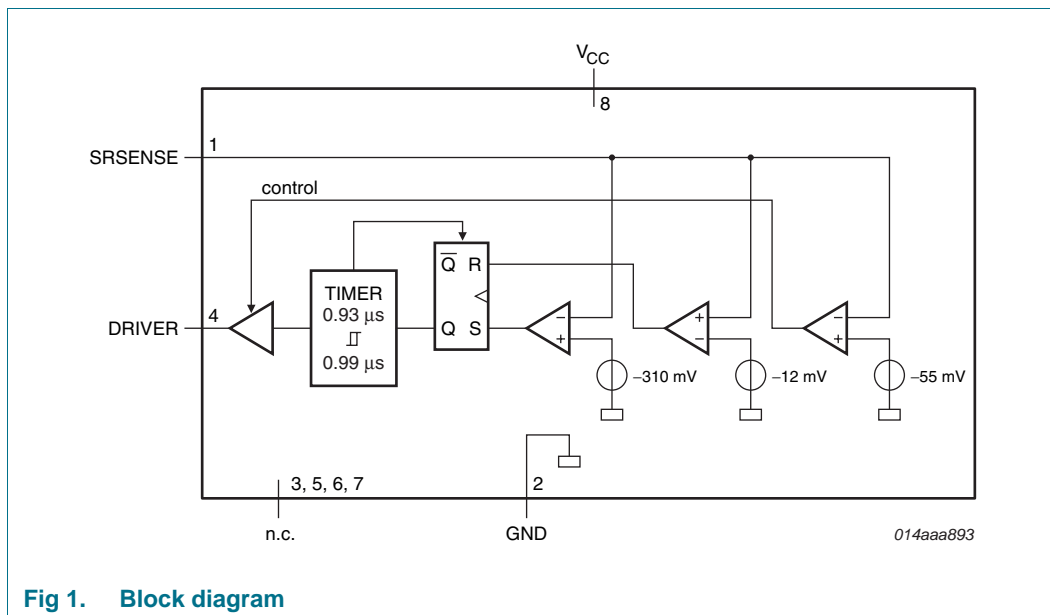 VCC
8
SRSENSE
1
control
Q R
TIMER
0.93 μs
0.99 μs
Q S
DRIVER
4
−
+
+
−
−
+
−310 mV
−12 mV
−55 mV
3, 5, 6, 7
2
n.c.
GND
014aaa893
Fig 1. Block diagram